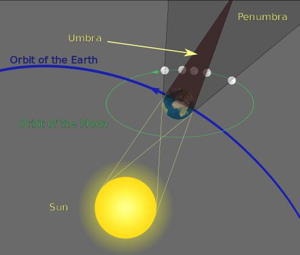 Penumbra
Umbra
Orbit of the Earth
Orbit of the Moon
Sun